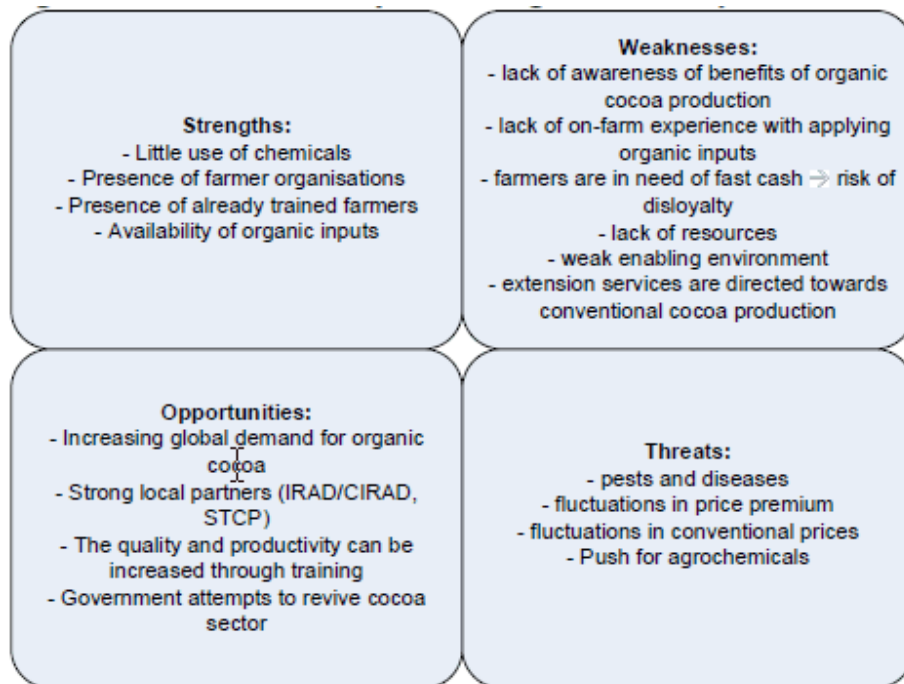 Strengths:
- Little use of chemicals
- Presence of farmer organisations
- Presence of already trained farmers
- Availability of organic inputs
Weaknesses:
- lack of awareness of benefits of organic
cocoa production
- lack of on-farm experience with applying
organic inputs
- farmers are in need of fast cash → risk of
disloyalty
- lack of resources
- weak enabling environment
- extension services are directed towards
conventional cocoa production
Opportunities:
- Increasing global demand for organic
cocoa
- Strong local partners (IRAD/CIRAD,
STCP)
- The quality and productivity can be
increased through training
- Government attempts to revive cocoa
sector
Threats:
- pests and diseases
- fluctuations in price premium
- fluctuations in conventional prices
- Push for agrochemicals